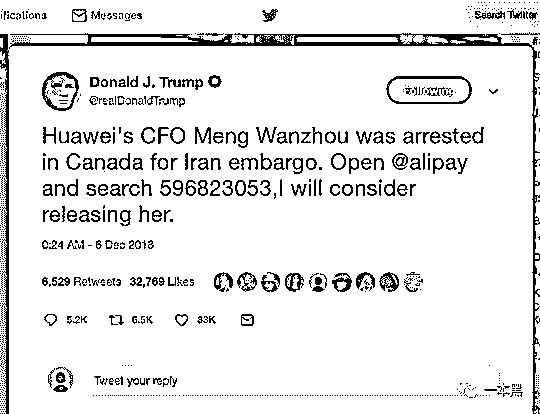 ifications Messages Search Twitter
Donald J. Trump
Following
@realDonaldTrump
Huawei's CFO Meng Wanzhou was arrested
in Canada for Iran embargo. Open @alipay
and search 596823053,I will consider
releasing her.
0:24 AM - 6 Dec 2018
6,529 Retweets 32,769 Likes
5.2K 6.5K 33K
Tweet your reply
一本黑